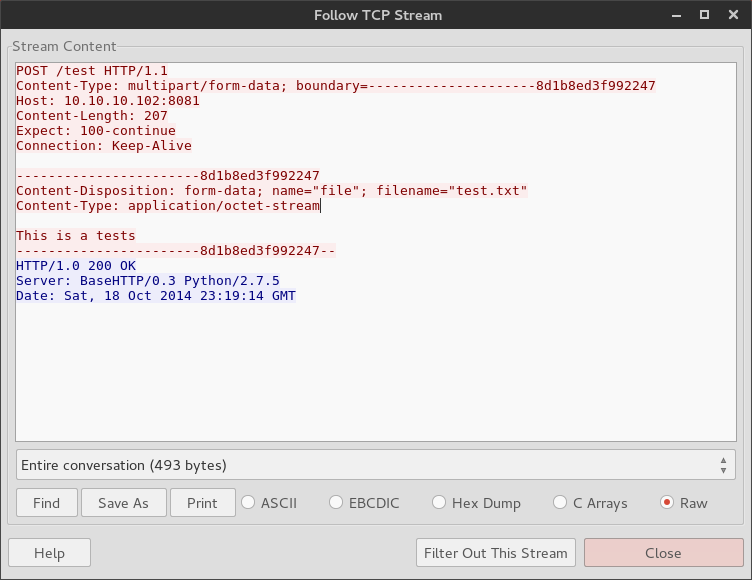 Follow TCP Stream
Stream Content
POST /test HTTP/1.1
Content-Type: multipart/form-data; boundary=---------------------8d1b8ed3f992247
Host: 10.10.10.102:8081
Content-Length: 207
Expect: 100-continue
Connection: Keep-Alive
-----------------------8d1b8ed3f992247
Content-Disposition: form-data; name="file"; filename="test.txt"
Content-Type: application/octet-stream
This is a tests
-----------------------8d1b8ed3f992247--
HTTP/1.0 200 OK
Server: BaseHTTP/0.3 Python/2.7.5
Date: Sat, 18 Oct 2014 23:19:14 GMT
Entire conversation (493 bytes)
Find Save As Print ASCII EBCDIC Hex Dump C Arrays Raw
Help Filter Out This Stream Close